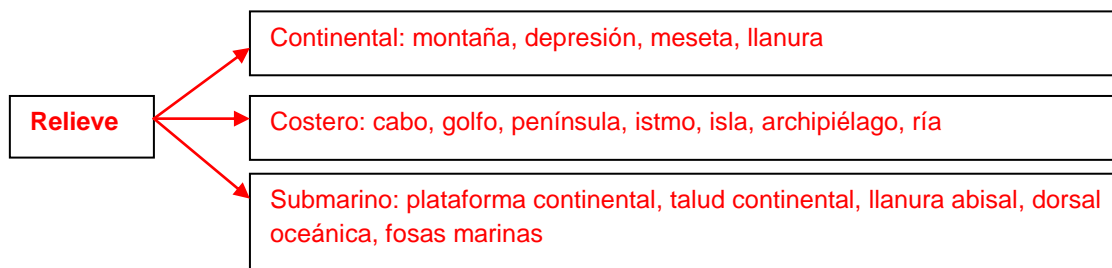 Continental: montaña, depresión, meseta, llanura
Relieve
Costero: cabo, golfo, península, istmo, isla, archipiélago, ría
Submarino: plataforma continental, talud continental, llanura abisal, dorsal
oceánica, fosas marinas